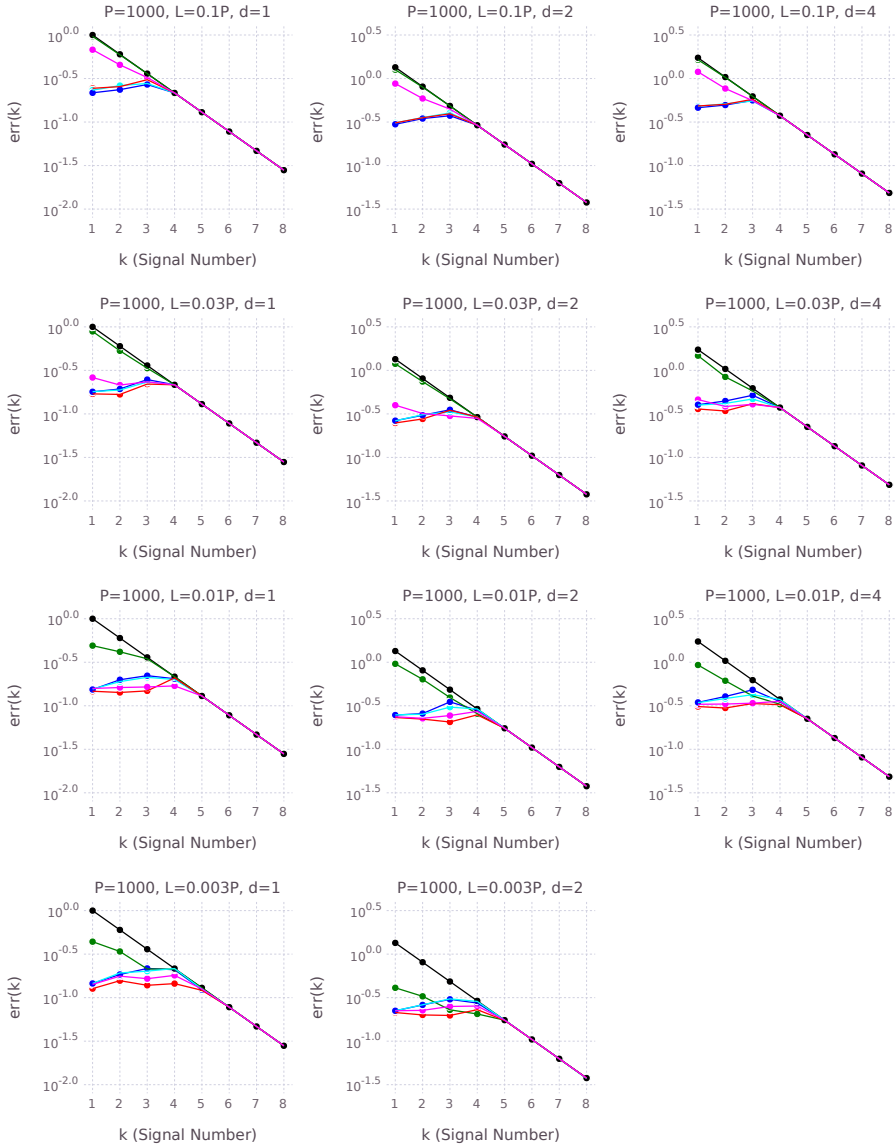 P=1000, L=0.1P, d=1
10^0.0
10^-0.5
10^-1.0
10^-1.5
10^-2.0
err(k)
1 2 3 4 5 6 7 8
k (Signal Number)
P=1000, L=0.1P, d=2
10^0.5
10^0.0
10^-0.5
10^-1.0
10^-1.5
err(k)
1 2 3 4 5 6 7 8
k (Signal Number)
P=1000, L=0.1P, d=4
10^0.5
10^0.0
10^-0.5
10^-1.0
10^-1.5
err(k)
1 2 3 4 5 6 7 8
k (Signal Number)
P=1000, L=0.03P, d=1
10^0.0
10^-0.5
10^-1.0
10^-1.5
10^-2.0
err(k)
1 2 3 4 5 6 7 8
k (Signal Number)
P=1000, L=0.03P, d=2
10^0.5
10^0.0
10^-0.5
10^-1.0
10^-1.5
err(k)
1 2 3 4 5 6 7 8
k (Signal Number)
P=1000, L=0.03P, d=4
10^0.5
10^0.0
10^-0.5
10^-1.0
10^-1.5
err(k)
1 2 3 4 5 6 7 8
k (Signal Number)
P=1000, L=0.01P, d=1
10^0.0
10^-0.5
10^-1.0
10^-1.5
10^-2.0
err(k)
1 2 3 4 5 6 7 8
k (Signal Number)
P=1000, L=0.01P, d=2
10^0.5
10^0.0
10^-0.5
10^-1.0
10^-1.5
err(k)
1 2 3 4 5 6 7 8
k (Signal Number)
P=1000, L=0.01P, d=4
10^0.5
10^0.0
10^-0.5
10^-1.0
10^-1.5
err(k)
1 2 3 4 5 6 7 8
k (Signal Number)
P=1000, L=0.003P, d=1
10^0.0
10^-0.5
10^-1.0
10^-1.5
10^-2.0
err(k)
1 2 3 4 5 6 7 8
k (Signal Number)
P=1000, L=0.003P, d=2
10^0.5
10^0.0
10^-0.5
10^-1.0
10^-1.5
err(k)
1 2 3 4 5 6 7 8
k (Signal Number)